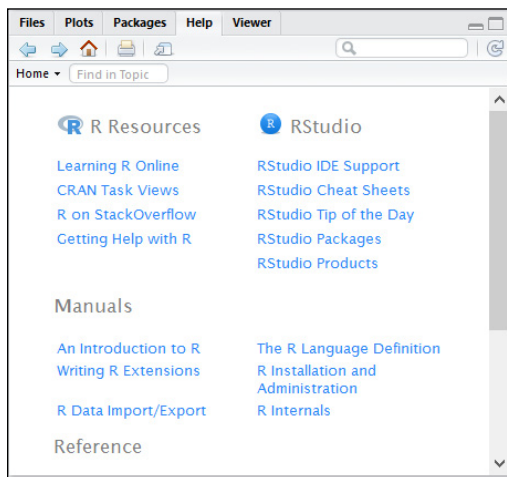 Files Plots Packages Help Viewer
Home Find in Topic
R R Resources
R RStudio
Learning R Online
CRAN Task Views
R on StackOverflow
Getting Help with R
RStudio IDE Support
RStudio Cheat Sheets
RStudio Tip of the Day
RStudio Packages
RStudio Products
Manuals
An Introduction to R
Writing R Extensions
R Data Import/Export
The R Language Definition
R Installation and
Administration
R Internals
Reference